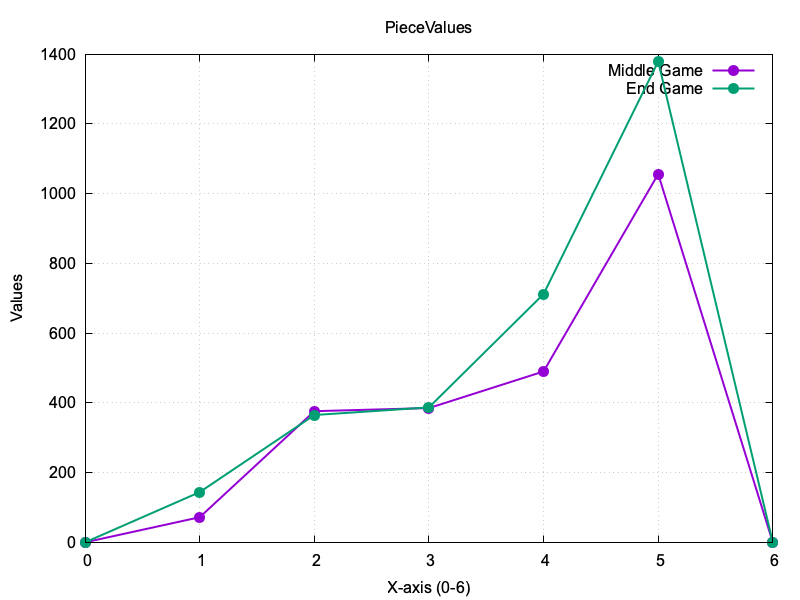 PieceValues
Middle Game
End Game
1400
1200
1000
800
600
400
200
0
Values
0 1 2 3 4 5 6
X-axis (0-6)